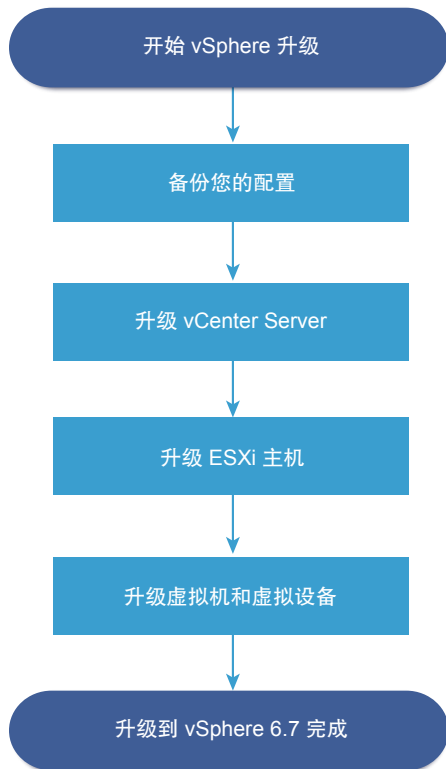 开始 vSphere 升级
备份您的配置
升级 vCenter Server
升级 ESXi 主机
升级虚拟机和虚拟设备
升级到 vSphere 6.7 完成